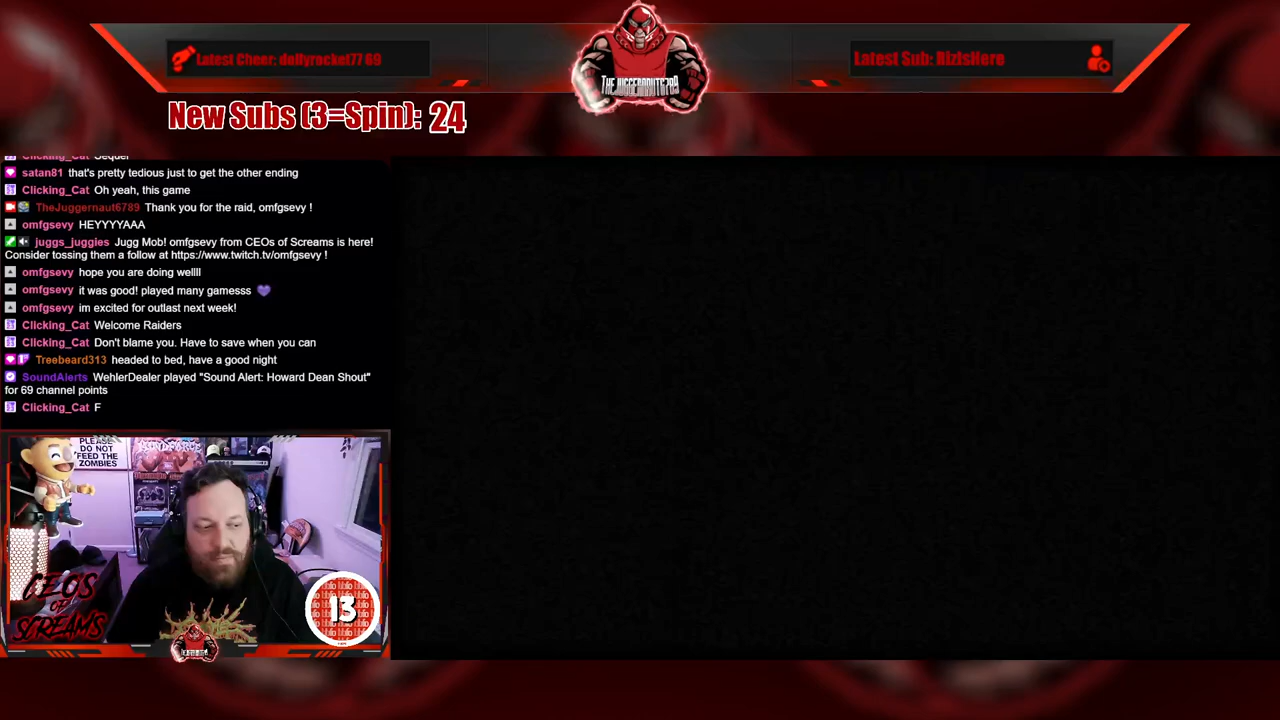 Latest Cheer: dollyrocket77 69
THEJUGGERNAUT6789
Latest Sub: RizIsHere
New Subs (3=Spin): 24
Clicking_Cat Sequel
satan81 that's pretty tedious just to get the other ending
Clicking_Cat Oh yeah, this game
TheJuggernaut6789 Thank you for the raid, omfgsevy !
omfgsevy HEYYYYAAA
juggs_juggies Jugg Mob! omfgsevy from CEOs of Screams is here!
Consider tossing them a follow at https://www.twitch.tv/omfgsevy !
omfgsevy hope you are doing wellll
omfgsevy it was good! played many gamesss 💜
omfgsevy im excited for outlast next week!
Clicking_Cat Welcome Raiders
Clicking_Cat Don't blame you. Have to save when you can
Treebeard313 headed to bed, have a good night
SoundAlerts WehlerDealer played "Sound Alert: Howard Dean Shout"
for 69 channel points
Clicking_Cat F
PLEASE
DO NOT
FEED THE
ZOMBIES
CEOS
OF
SCREAMS
13